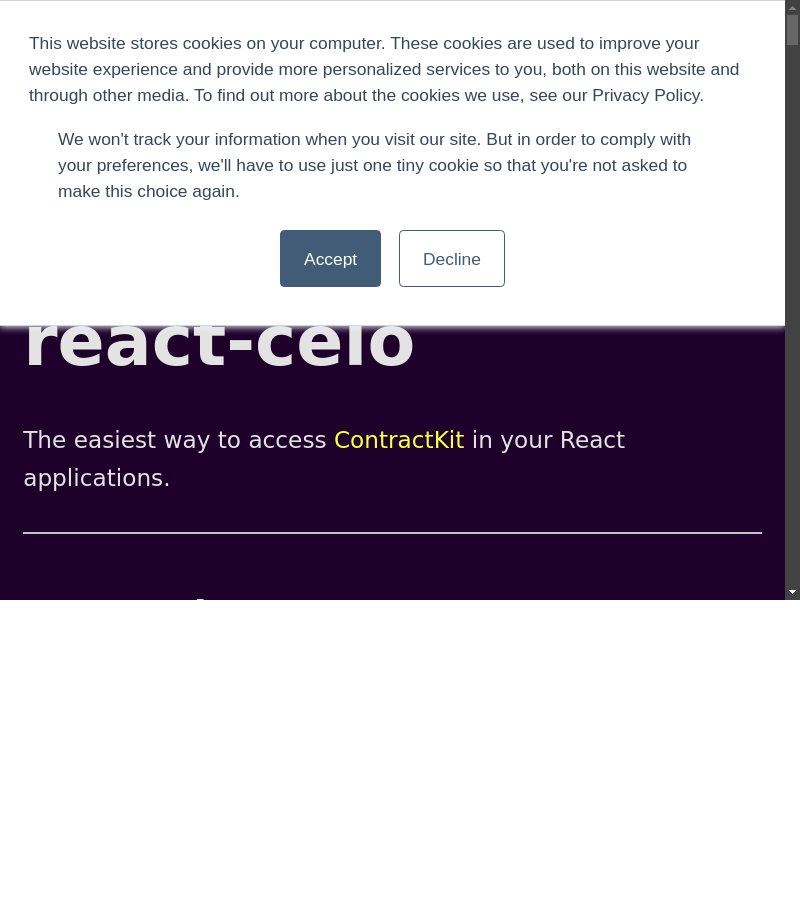 This website stores cookies on your computer. These cookies are used to improve your
website experience and provide more personalized services to you, both on this website and
through other media. To find out more about the cookies we use, see our Privacy Policy.
We won't track your information when you visit our site. But in order to comply with
your preferences, we'll have to use just one tiny cookie so that you're not asked to
make this choice again.
Accept Decline
react-celo
The easiest way to access ContractKit in your React
applications.